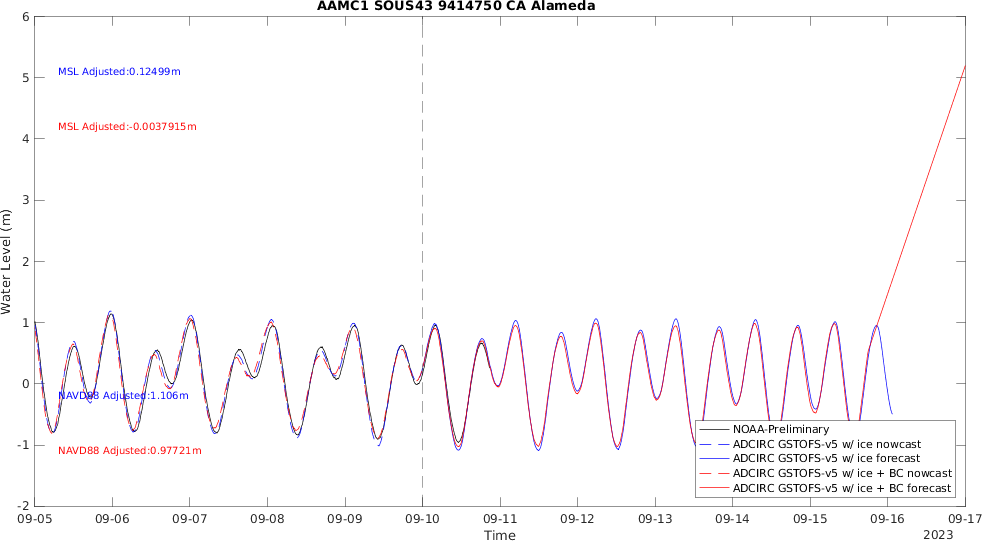 AAMC1 SOUS43 9414750 CA Alameda
6
5
4
3
2
1
0
-1
-2
Water Level (m)
MSL Adjusted:0.12499m
MSL Adjusted:-0.0037915m
NAVD88 Adjusted:1.106m
NAVD88 Adjusted:0.97721m
NOAA-Preliminary
ADCIRC GSTOFS-v5 w/ ice nowcast
ADCIRC GSTOFS-v5 w/ ice forecast
ADCIRC GSTOFS-v5 w/ ice + BC nowcast
ADCIRC GSTOFS-v5 w/ ice + BC forecast
09-05 09-06 09-07 09-08 09-09 09-10 09-11 09-12 09-13 09-14 09-15 09-16 09-17
Time
2023